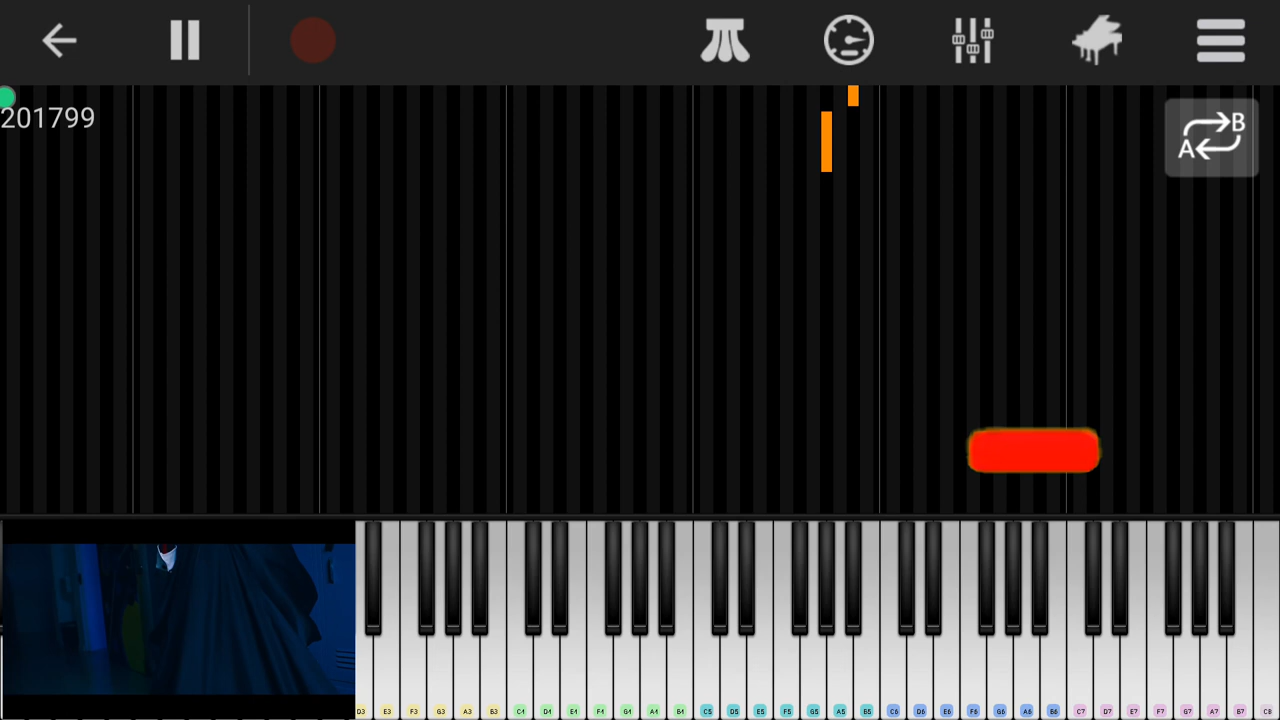 201799
B
A
D3 E3 F3 G3 A3 B3 C4 D4 E4 F4 G4 A4 B4 C5 D5 E5 F5 G5 A5 B5 C6 D6 E6 F6 G6 A6 B6 C7 D7 E7 F7 G7 A7 B7 C8